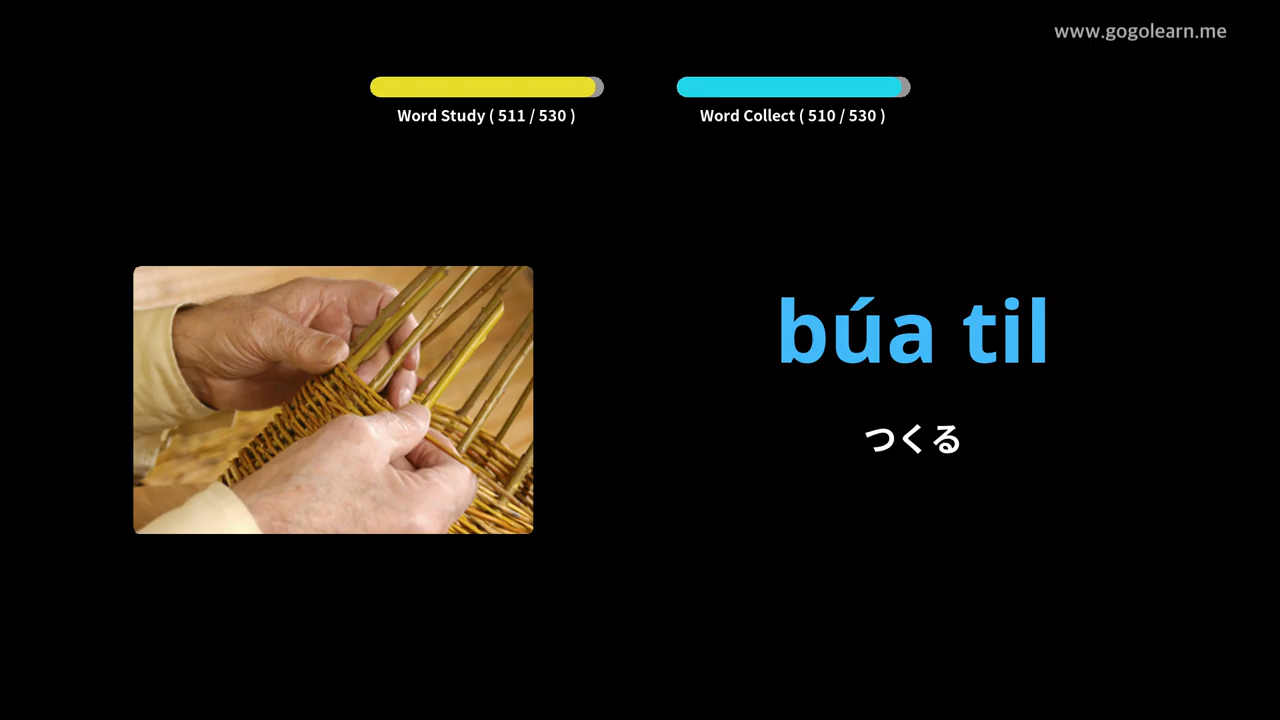 www.gogolearn.me
Word Study ( 511 / 530 )
Word Collect ( 510 / 530 )
búa til
つくる